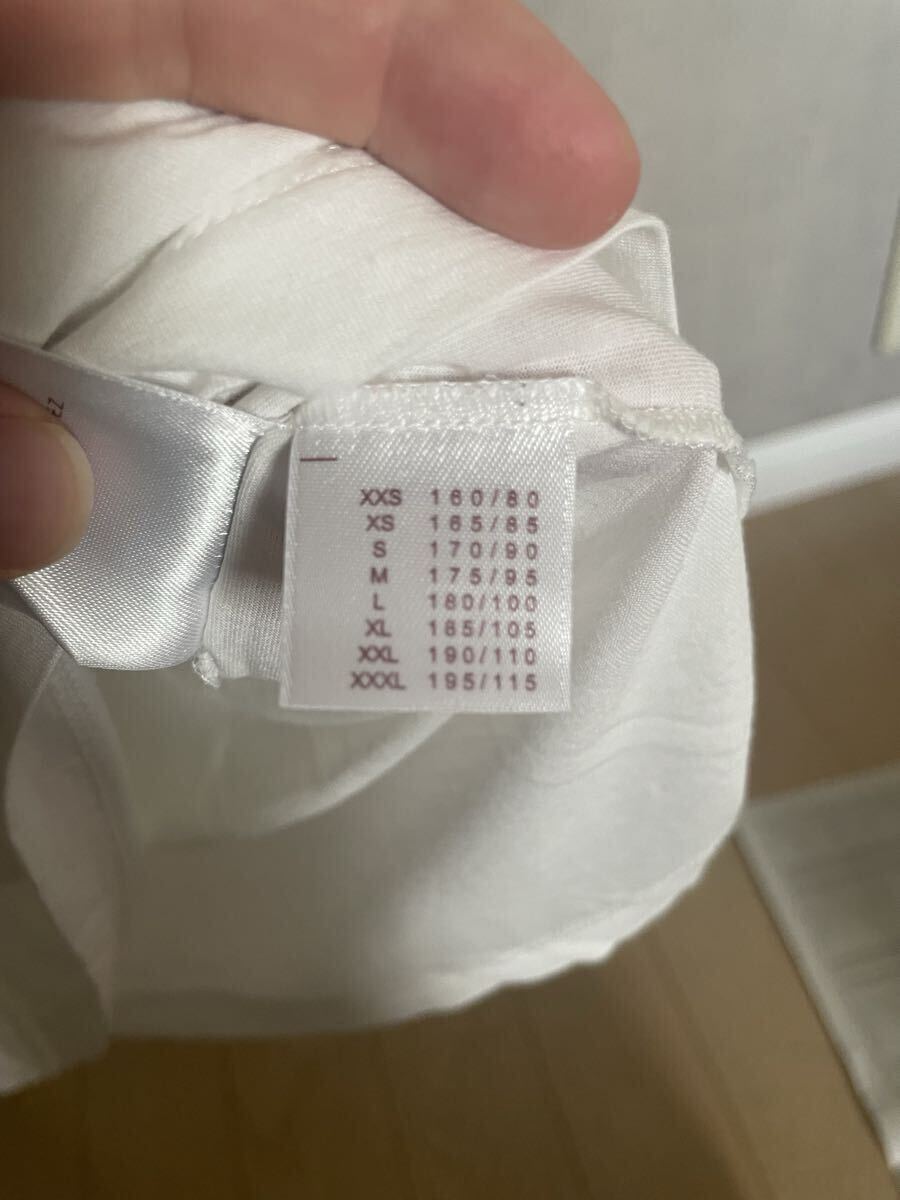 XXS 160/80
XS 165/85
S 170/90
M 175/95
L 180/100
XL 185/105
XXL 190/110
XXXL 195/115